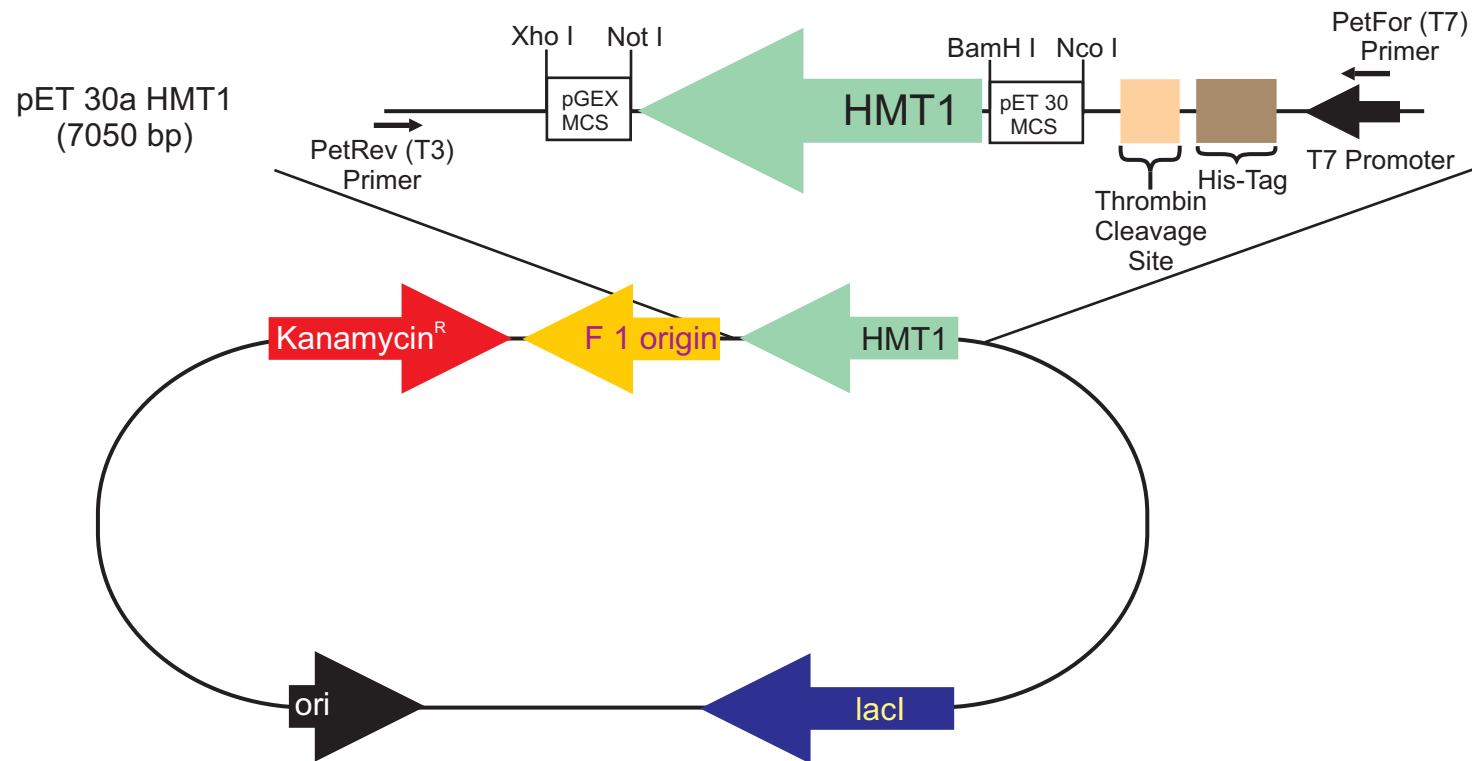 pET 30a HMT1
(7050 bp)
Xho I
Not I
BamH I
Nco I
PetFor (T7)
Primer
pGEX
MCS
HMT1
pET 30
MCS
PetRev (T3)
Primer
Thrombin
Cleavage
Site
His-Tag
T7 Promoter
Kanamycin^R
F 1 origin
HMT1
ori
lacI